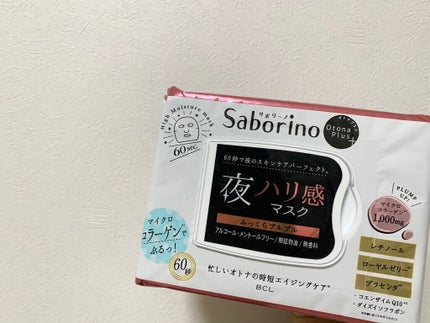 High Moisture mask
60 sec.
サボリーノ
Saborino
Otona Plus
60秒で夜のスキンケアパーフェクト。
夜ハリ感
マスク
ふっくらプルプル
アルコール・メントールフリー/無鉱物油/無香料
マイクロ
コラーゲンで
ぷるっ!
60秒
忙しいオトナの時短エイジングケア
BCL
PLUMP UP!
マイクロ
コラーゲン
1,000mg
レチノール
ローヤルゼリー
プラセンタ
・コエンザイムQ10
・ダイズイソフラボン